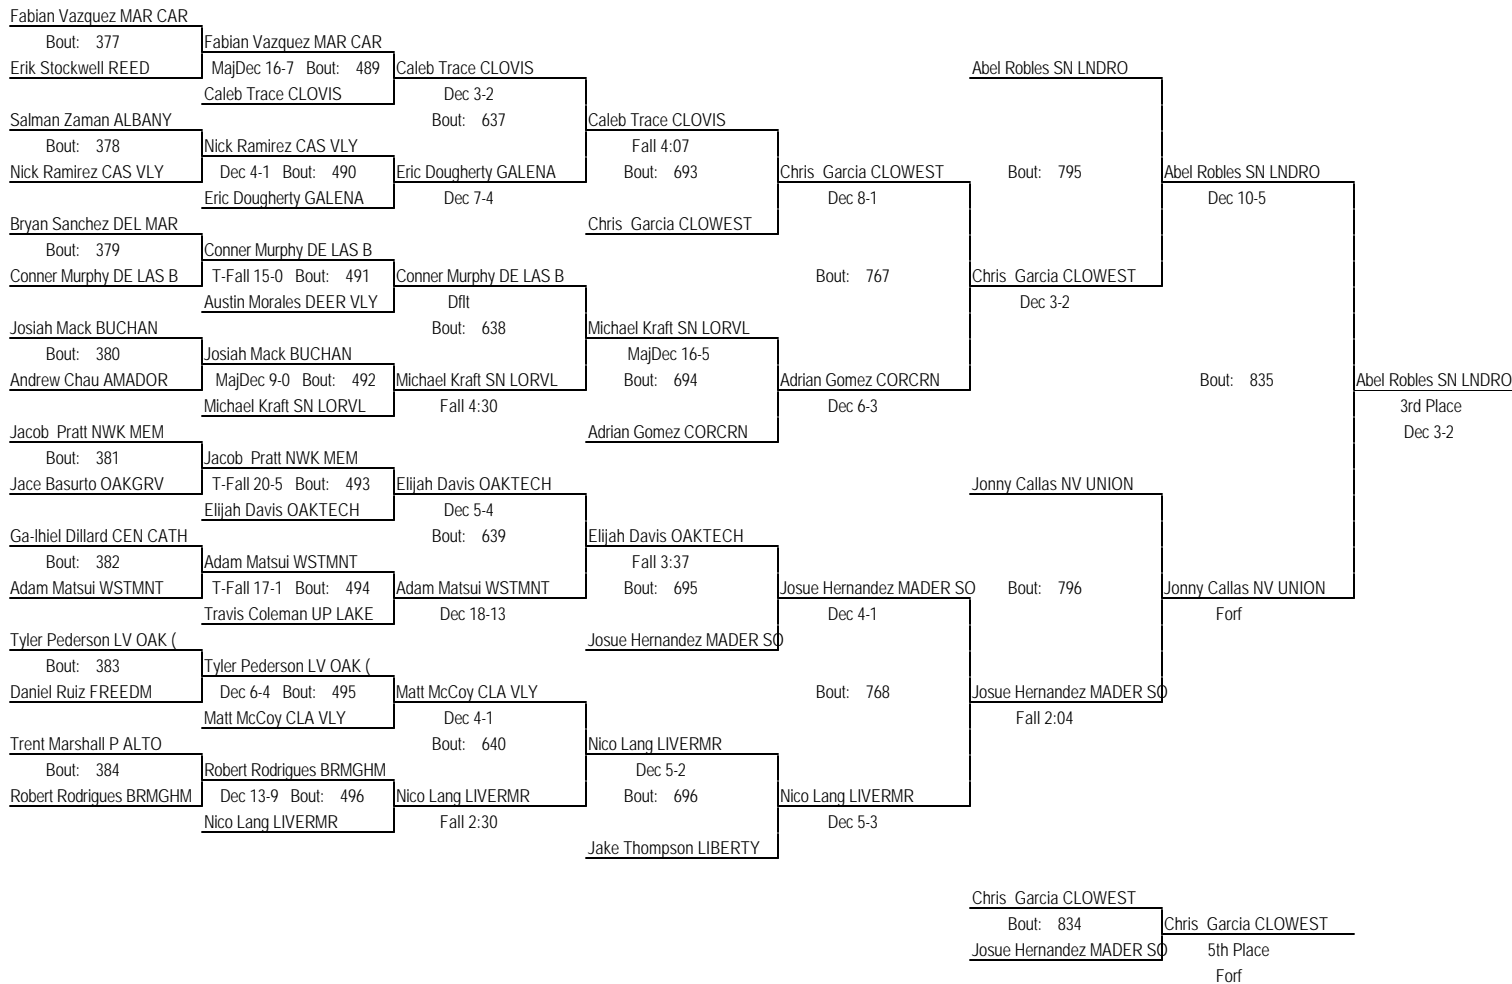 Fabian Vazquez MAR CAR
Bout: 377
Erik Stockwell REED
Salman Zaman ALBANY
Bout: 378
Nick Ramirez CAS VLY
Bryan Sanchez DEL MAR
Bout: 379
Conner Murphy DE LAS B
Josiah Mack BUCHAN
Bout: 380
Andrew Chau AMADOR
Jacob Pratt NWK MEM
Bout: 381
Jace Basurto OAKGRV
Ga-lhiel Dillard CEN CATH
Bout: 382
Adam Matsui WSTMNT
Tyler Pederson LV OAK (
Bout: 383
Daniel Ruiz FREEDM
Trent Marshall P ALTO
Bout: 384
Robert Rodrigues BRMGHM
Fabian Vazquez MAR CAR
MajDec 16-7 Bout: 489
Caleb Trace CLOVIS
Nick Ramirez CAS VLY
Dec 4-1 Bout: 490
Eric Dougherty GALENA
Conner Murphy DE LAS B
T-Fall 15-0 Bout: 491
Austin Morales DEER VLY
Josiah Mack BUCHAN
MajDec 9-0 Bout: 492
Michael Kraft SN LORVL
Jacob Pratt NWK MEM
T-Fall 20-5 Bout: 493
Elijah Davis OAKTECH
Adam Matsui WSTMNT
T-Fall 17-1 Bout: 494
Travis Coleman UP LAKE
Tyler Pederson LV OAK (
Dec 6-4 Bout: 495
Matt McCoy CLA VLY
Robert Rodrigues BRMGHM
Dec 13-9 Bout: 496
Nico Lang LIVERMR
Caleb Trace CLOVIS
Dec 3-2
Bout: 637
Eric Dougherty GALENA
Dec 7-4
Conner Murphy DE LAS B
Dflt
Bout: 638
Michael Kraft SN LORVL
Fall 4:30
Elijah Davis OAKTECH
Dec 5-4
Bout: 639
Adam Matsui WSTMNT
Dec 18-13
Matt McCoy CLA VLY
Dec 4-1
Bout: 640
Nico Lang LIVERMR
Fall 2:30
Caleb Trace CLOVIS
Fall 4:07
Bout: 693
Chris Garcia CLOWEST
Michael Kraft SN LORVL
MajDec 16-5
Bout: 694
Adrian Gomez CORCRN
Elijah Davis OAKTECH
Fall 3:37
Bout: 695
Josue Hernandez MADER SO
Nico Lang LIVERMR
Dec 5-2
Bout: 696
Jake Thompson LIBERTY
Chris Garcia CLOWEST
Dec 8-1
Bout: 767
Adrian Gomez CORCRN
Dec 6-3
Josue Hernandez MADER SO
Dec 4-1
Bout: 768
Nico Lang LIVERMR
Dec 5-3
Abel Robles SN LNDRO
Bout: 795
Chris Garcia CLOWEST
Dec 3-2
Jonny Callas NV UNION
Bout: 796
Josue Hernandez MADER SO
Fall 2:04
Abel Robles SN LNDRO
Dec 10-5
Bout: 835
Jonny Callas NV UNION
Forf
Abel Robles SN LNDRO
3rd Place
Dec 3-2
Chris Garcia CLOWEST
Bout: 834
Josue Hernandez MADER SO
Chris Garcia CLOWEST
5th Place
Forf